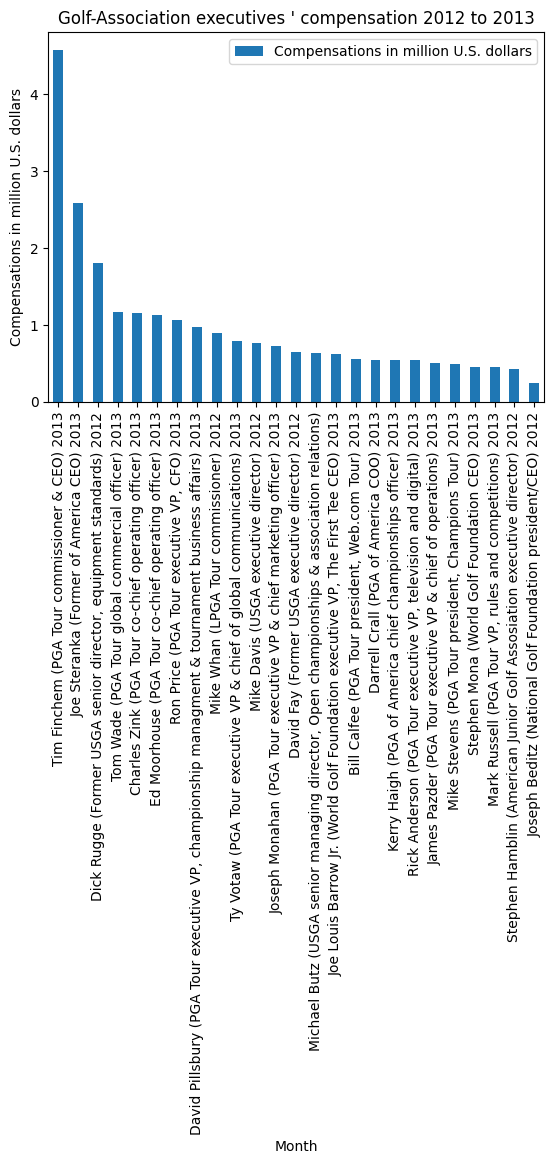 Golf-Association executives ' compensation 2012 to 2013
Compensations in million U.S. dollars
Compensations in million U.S. dollars
4
3
2
1
0
Tim Finchem (PGA Tour commissioner & CEO) 2013
Joe Steranka (Former of America CEO) 2013
Dick Rugge (Former USGA senior director, equipment standards) 2012
Tom Wade (PGA Tour global commercial officer) 2013
Charles Zink (PGA Tour co-chief operating officer) 2013
Ed Moorhouse (PGA Tour co-chief operating officer) 2013
Ron Price (PGA Tour executive VP, CFO) 2013
David Pillsbury (PGA Tour executive VP, championship managment & tournament business affairs) 2013
Mike Whan (LPGA Tour commissioner) 2012
Ty Votaw (PGA Tour executive VP & chief of global communications) 2013
Mike Davis (USGA executive director) 2012
Joseph Monahan (PGA Tour executive VP & chief marketing officer) 2013
David Fay (Former USGA executive director) 2012
Michael Butz (USGA senior managing director, Open championships & association relations)
Joe Louis Barrow Jr. (World Golf Foundation executive VP, The First Tee CEO) 2013
Bill Calfee (PGA Tour president, Web.com Tour) 2013
Darrell Crall (PGA of America COO) 2013
Kerry Haigh (PGA of America chief championships officer) 2013
Rick Anderson (PGA Tour executive VP, television and digital) 2013
James Pazder (PGA Tour executive VP & chief of operations) 2013
Mike Stevens (PGA Tour president, Champions Tour) 2013
Stephen Mona (World Golf Foundation CEO) 2013
Mark Russell (PGA Tour VP, rules and competitions) 2013
Stephen Hamblin (American Junior Golf Assosiation executive director) 2012
Joseph Beditz (National Golf Foundation president/CEO) 2012
Month